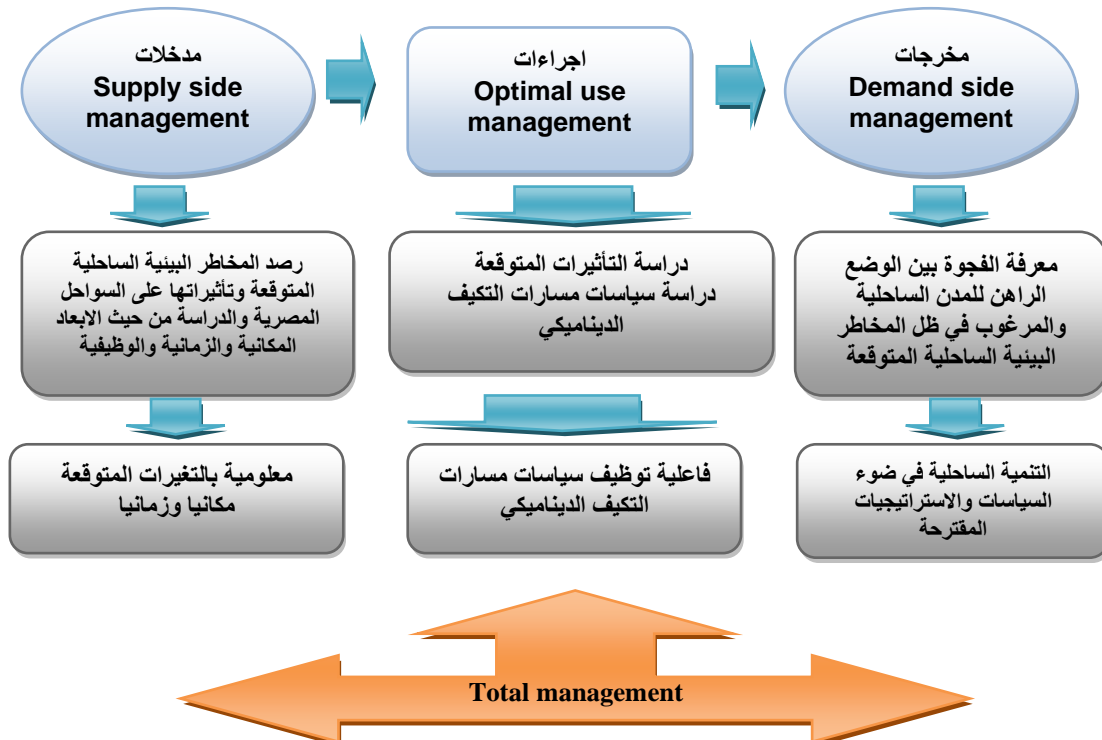 مدخلات
Supply side
management
اجراءات
Optimal use
management
مخرجات
Demand side
management
رصد المخاطر البيئية الساحلية
المتوقعة وتأثيراتها على السواحل
المصرية والدراسة من حيث الابعاد
المكانية والزمانية والوظيفية
دراسة التأثيرات المتوقعة
دراسة سياسات مسارات التكيف
الديناميكي
معرفة الفجوة بين الوضع
الراهن للمدن الساحلية
والمرغوب في ظل المخاطر
البيئية الساحلية المتوقعة
معلومية بالتغيرات المتوقعة
مكانيا وزمانيا
فاعلية توظيف سياسات مسارات
التكيف الديناميكي
التنمية الساحلية في ضوء
السياسات والاستراتيجيات
المقترحة
Total management